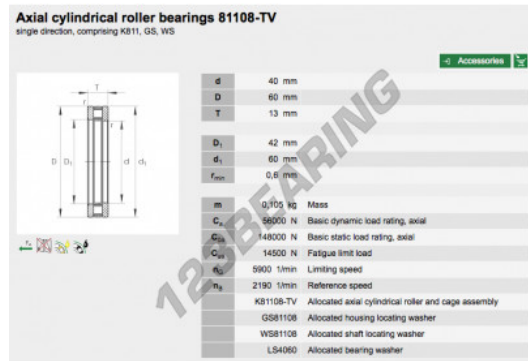 Axial cylindrical roller bearings 81108-TV
single direction, comprising K811, GS, WS
Accessories
d 40 mm
D 60 mm
T 13 mm
D₁ 42 mm
d₁ 60 mm
rmin 0,6 mm
m 0,105 kg Mass
Ca 56000 N Basic dynamic load rating, axial
C0a 148000 N Basic static load rating, axial
Cua 14500 N Fatigue limit load
nG 5900 1/min Limiting speed
nB 2190 1/min Reference speed
K81108-TV Allocated axial cylindrical roller and cage assembly
GS81108 Allocated housing locating washer
WS81108 Allocated shaft locating washer
LS4060 Allocated bearing washer
T
r
r
D D₁ d d₁
123BEARING